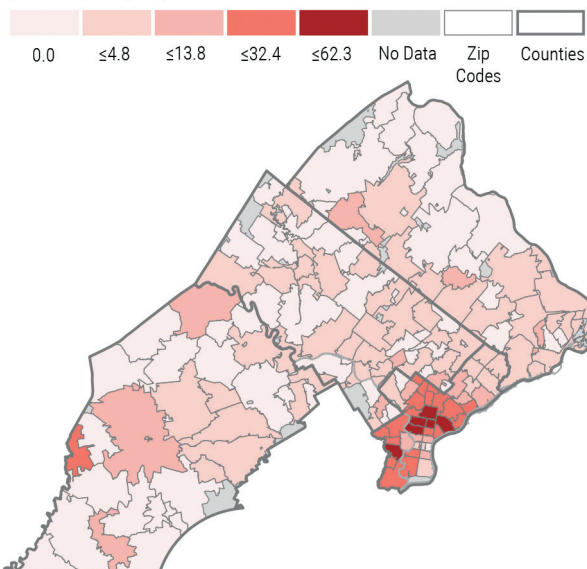 0.0 ≤4.8 ≤13.8 ≤32.4 ≤62.3 No Data Zip Codes Counties